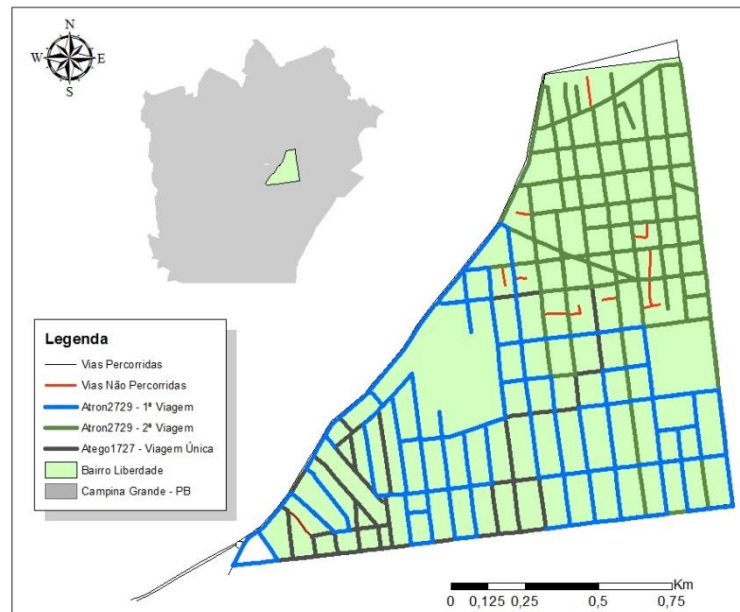 N
W E
S
Legenda
Vias Percorridas
Vias Não Percorridas
Atron2729 - 1ª Viagem
Atron2729 - 2ª Viagem
Atego1727 - Viagem Única
Bairro Liberdade
Campina Grande - PB
Km
0 0,125 0,25 0,5 0,75